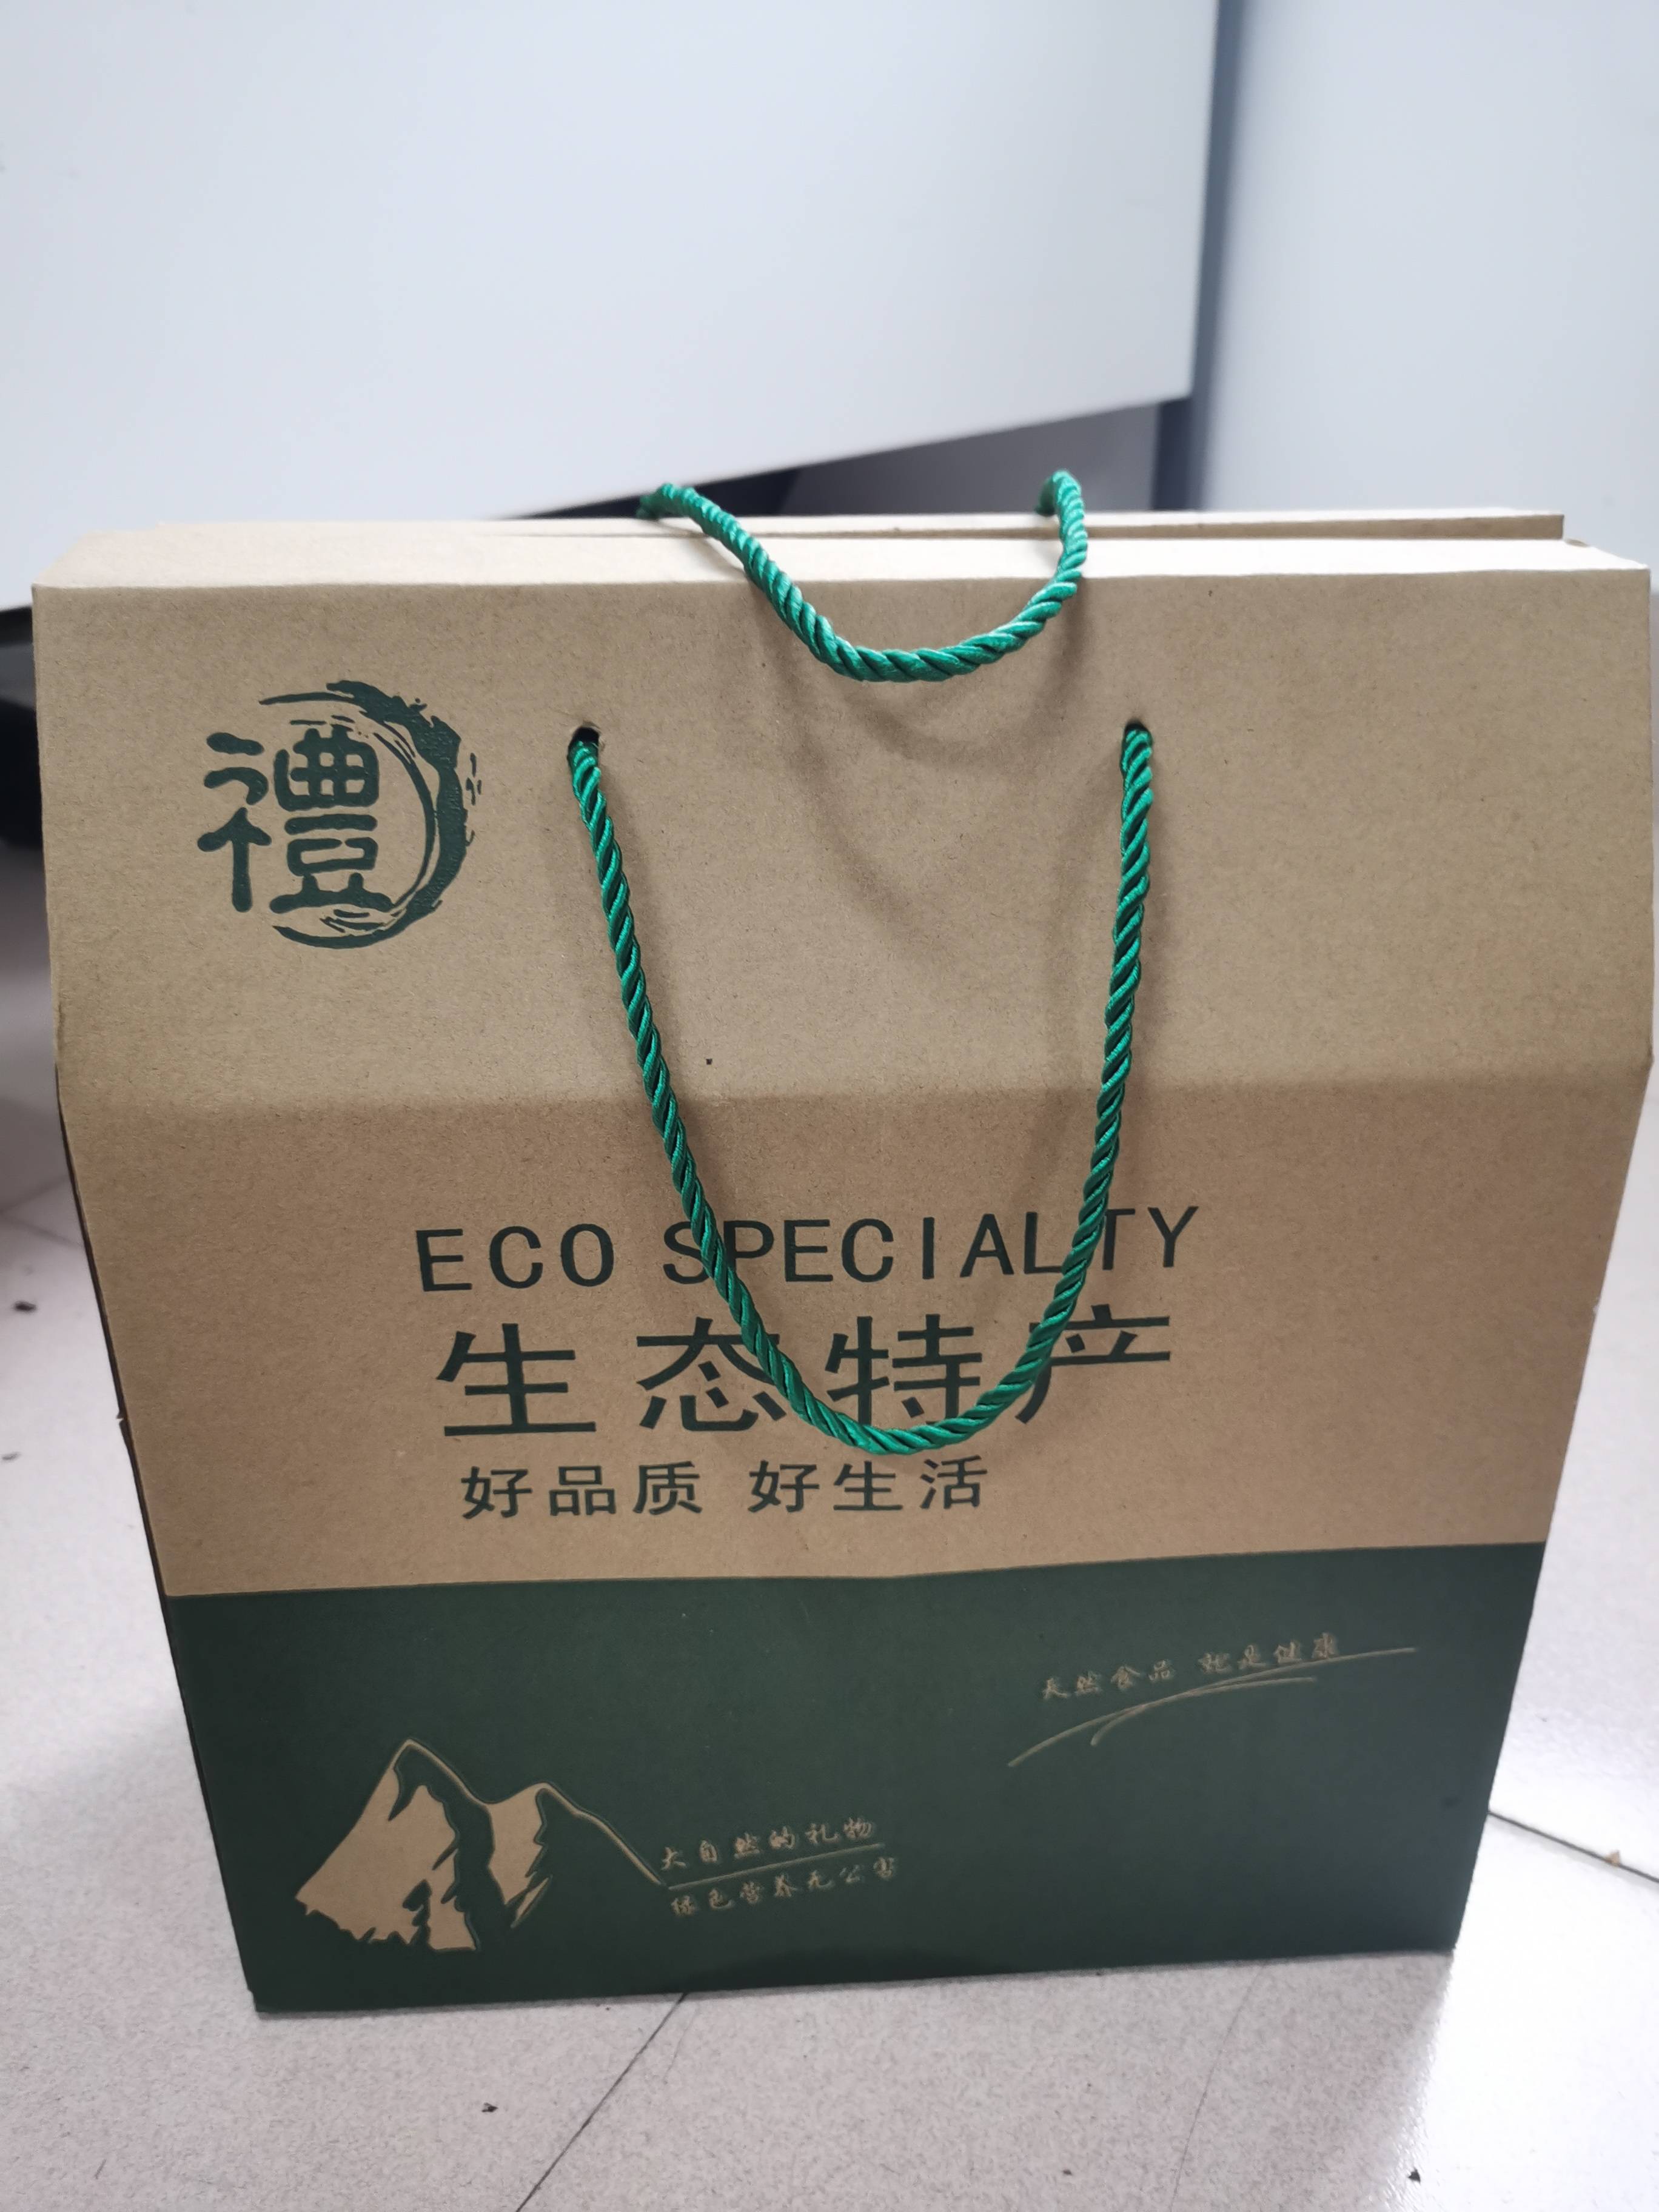 禮
ECO SPECIALTY
生态特产
好品质 好生活
天然食品 就是健康
大自然的礼物
绿色营养无公害